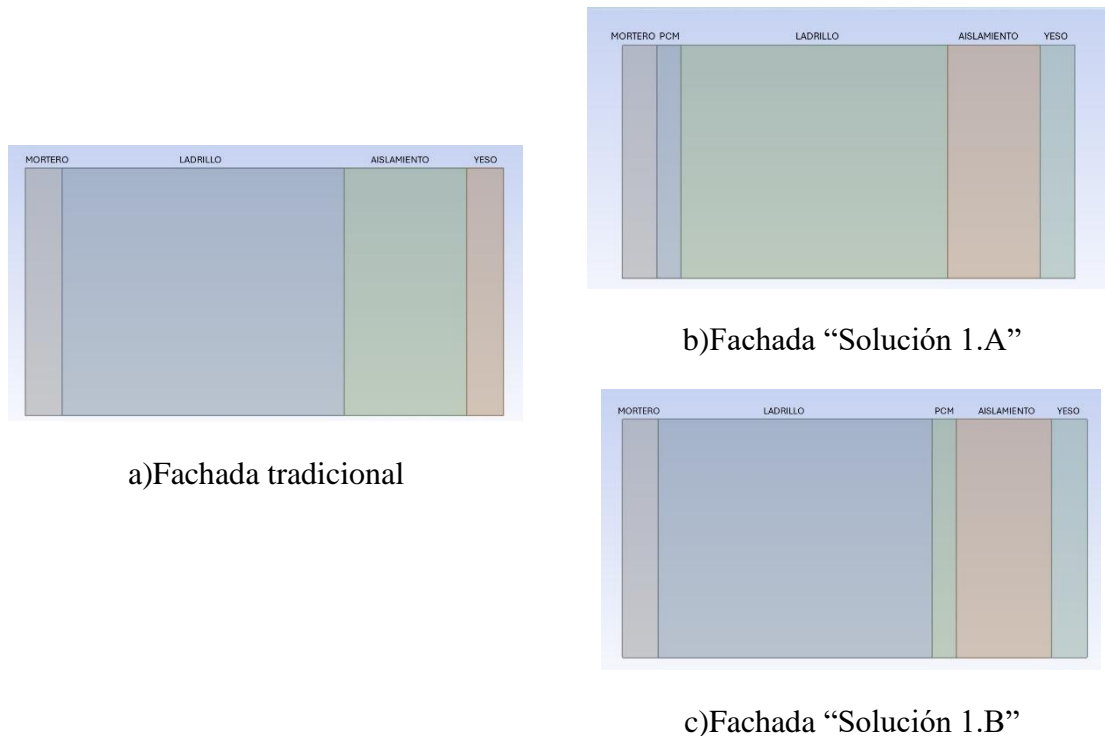 MORTERO LADRILLO AISLAMIENTO YESO
a)Fachada tradicional
MORTERO PCM LADRILLO AISLAMIENTO YESO
b)Fachada “Solución 1.A”
MORTERO LADRILLO PCM AISLAMIENTO YESO
c)Fachada “Solución 1.B”